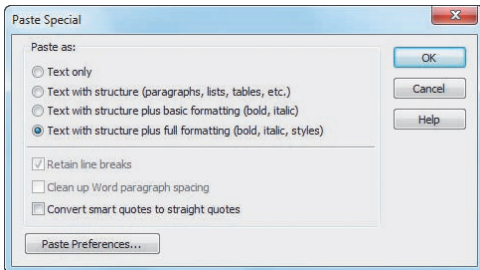 Paste Special
Paste as:
Text only
Text with structure (paragraphs, lists, tables, etc.)
Text with structure plus basic formatting (bold, italic)
Text with structure plus full formatting (bold, italic, styles)
Retain line breaks
Clean up Word paragraph spacing
Convert smart quotes to straight quotes
Paste Preferences...
OK
Cancel
Help